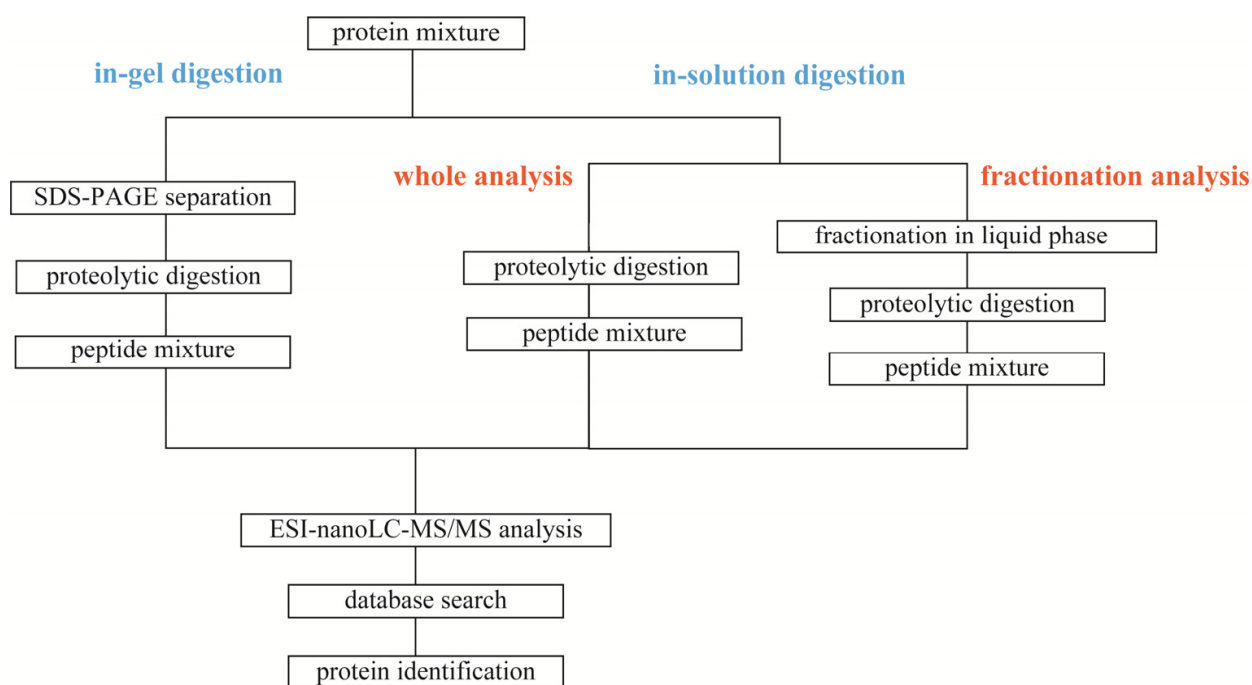 protein mixture
in-gel digestion
in-solution digestion
whole analysis
fractionation analysis
SDS-PAGE separation
proteolytic digestion
peptide mixture
proteolytic digestion
peptide mixture
fractionation in liquid phase
proteolytic digestion
peptide mixture
ESI-nanoLC-MS/MS analysis
database search
protein identification